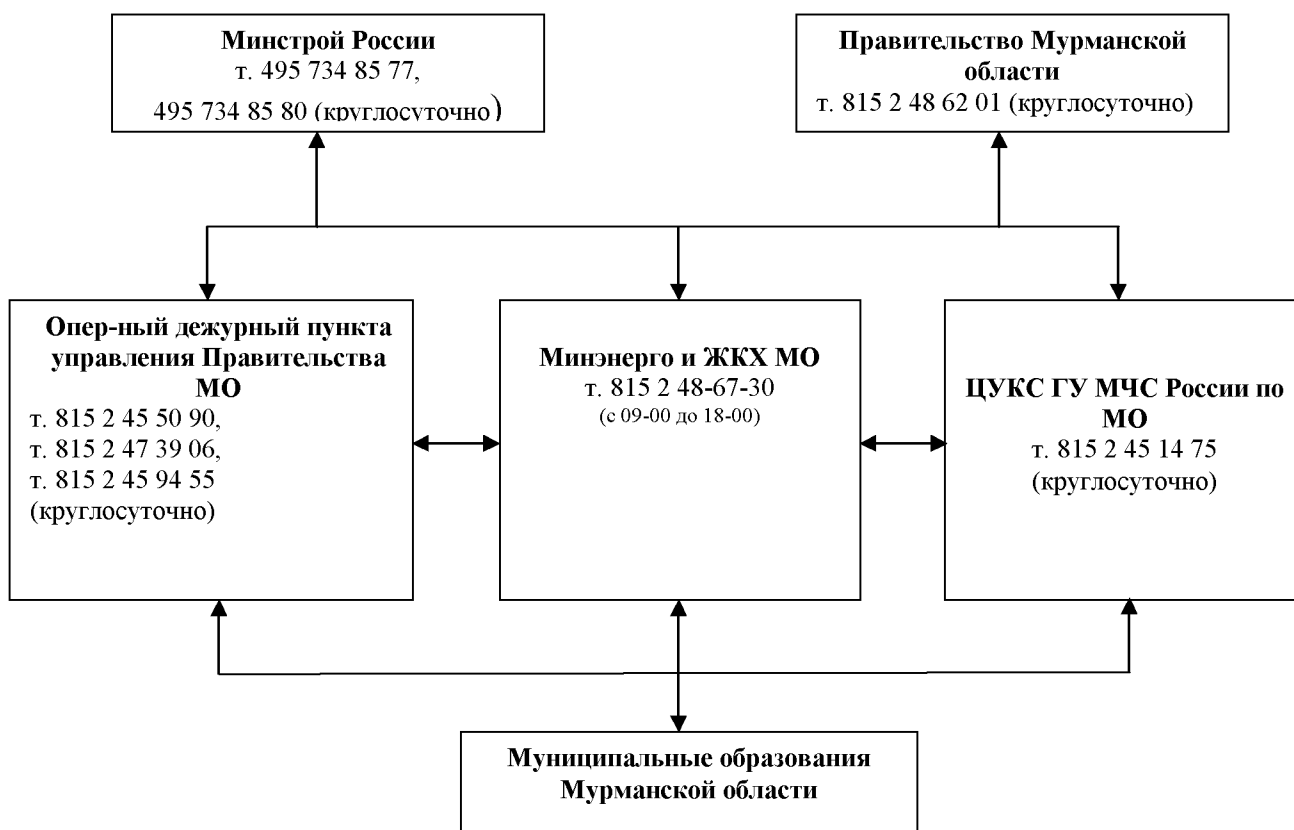 Минстрой России
т. 495 734 85 77,
495 734 85 80 (круглосуточно)
Правительство Мурманской
области
т. 815 2 48 62 01 (круглосуточно)
Опер-ный дежурный пункта
управления Правительства
МО
т. 815 2 45 50 90,
т. 815 2 47 39 06,
т. 815 2 45 94 55
(круглосуточно)
Минэнерго и ЖКХ МО
т. 815 2 48-67-30
(с 09-00 до 18-00)
ЦУКС ГУ МЧС России по
МО
т. 815 2 45 14 75
(круглосуточно)
Муниципальные образования
Мурманской области